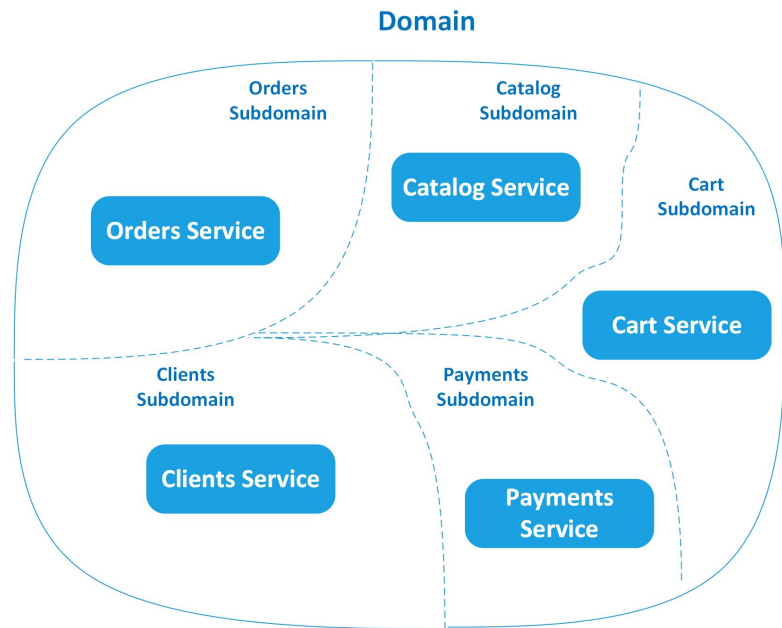 Domain
Orders
Subdomain
Catalog
Subdomain
Catalog Service
Cart
Subdomain
Orders Service
Cart Service
Clients
Subdomain
Payments
Subdomain
Clients Service
Payments
Service